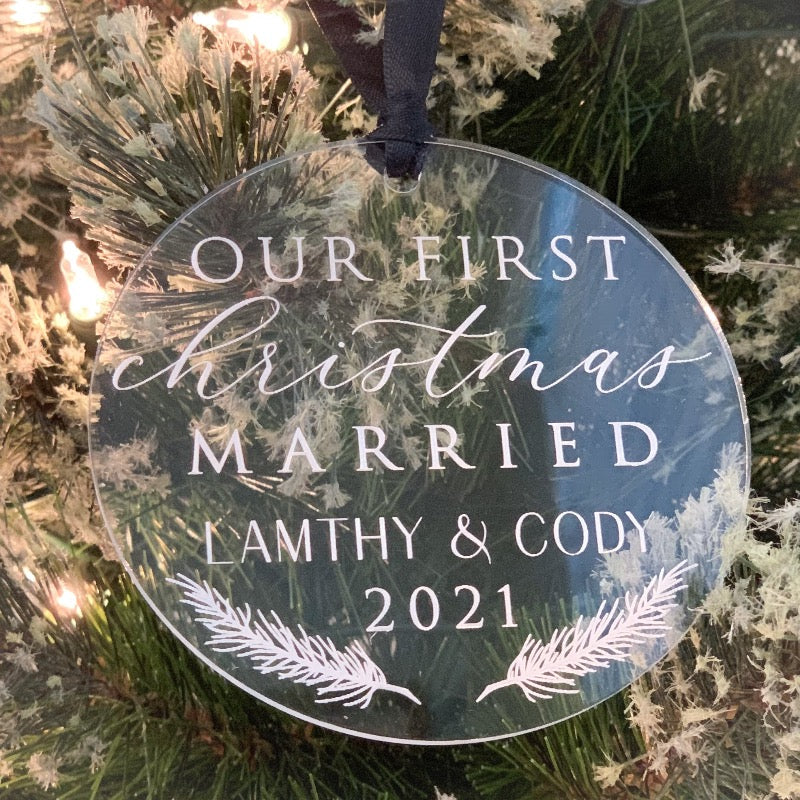 OUR FIRST
christmas
MARRIED
LAMTHY & CODY
2021